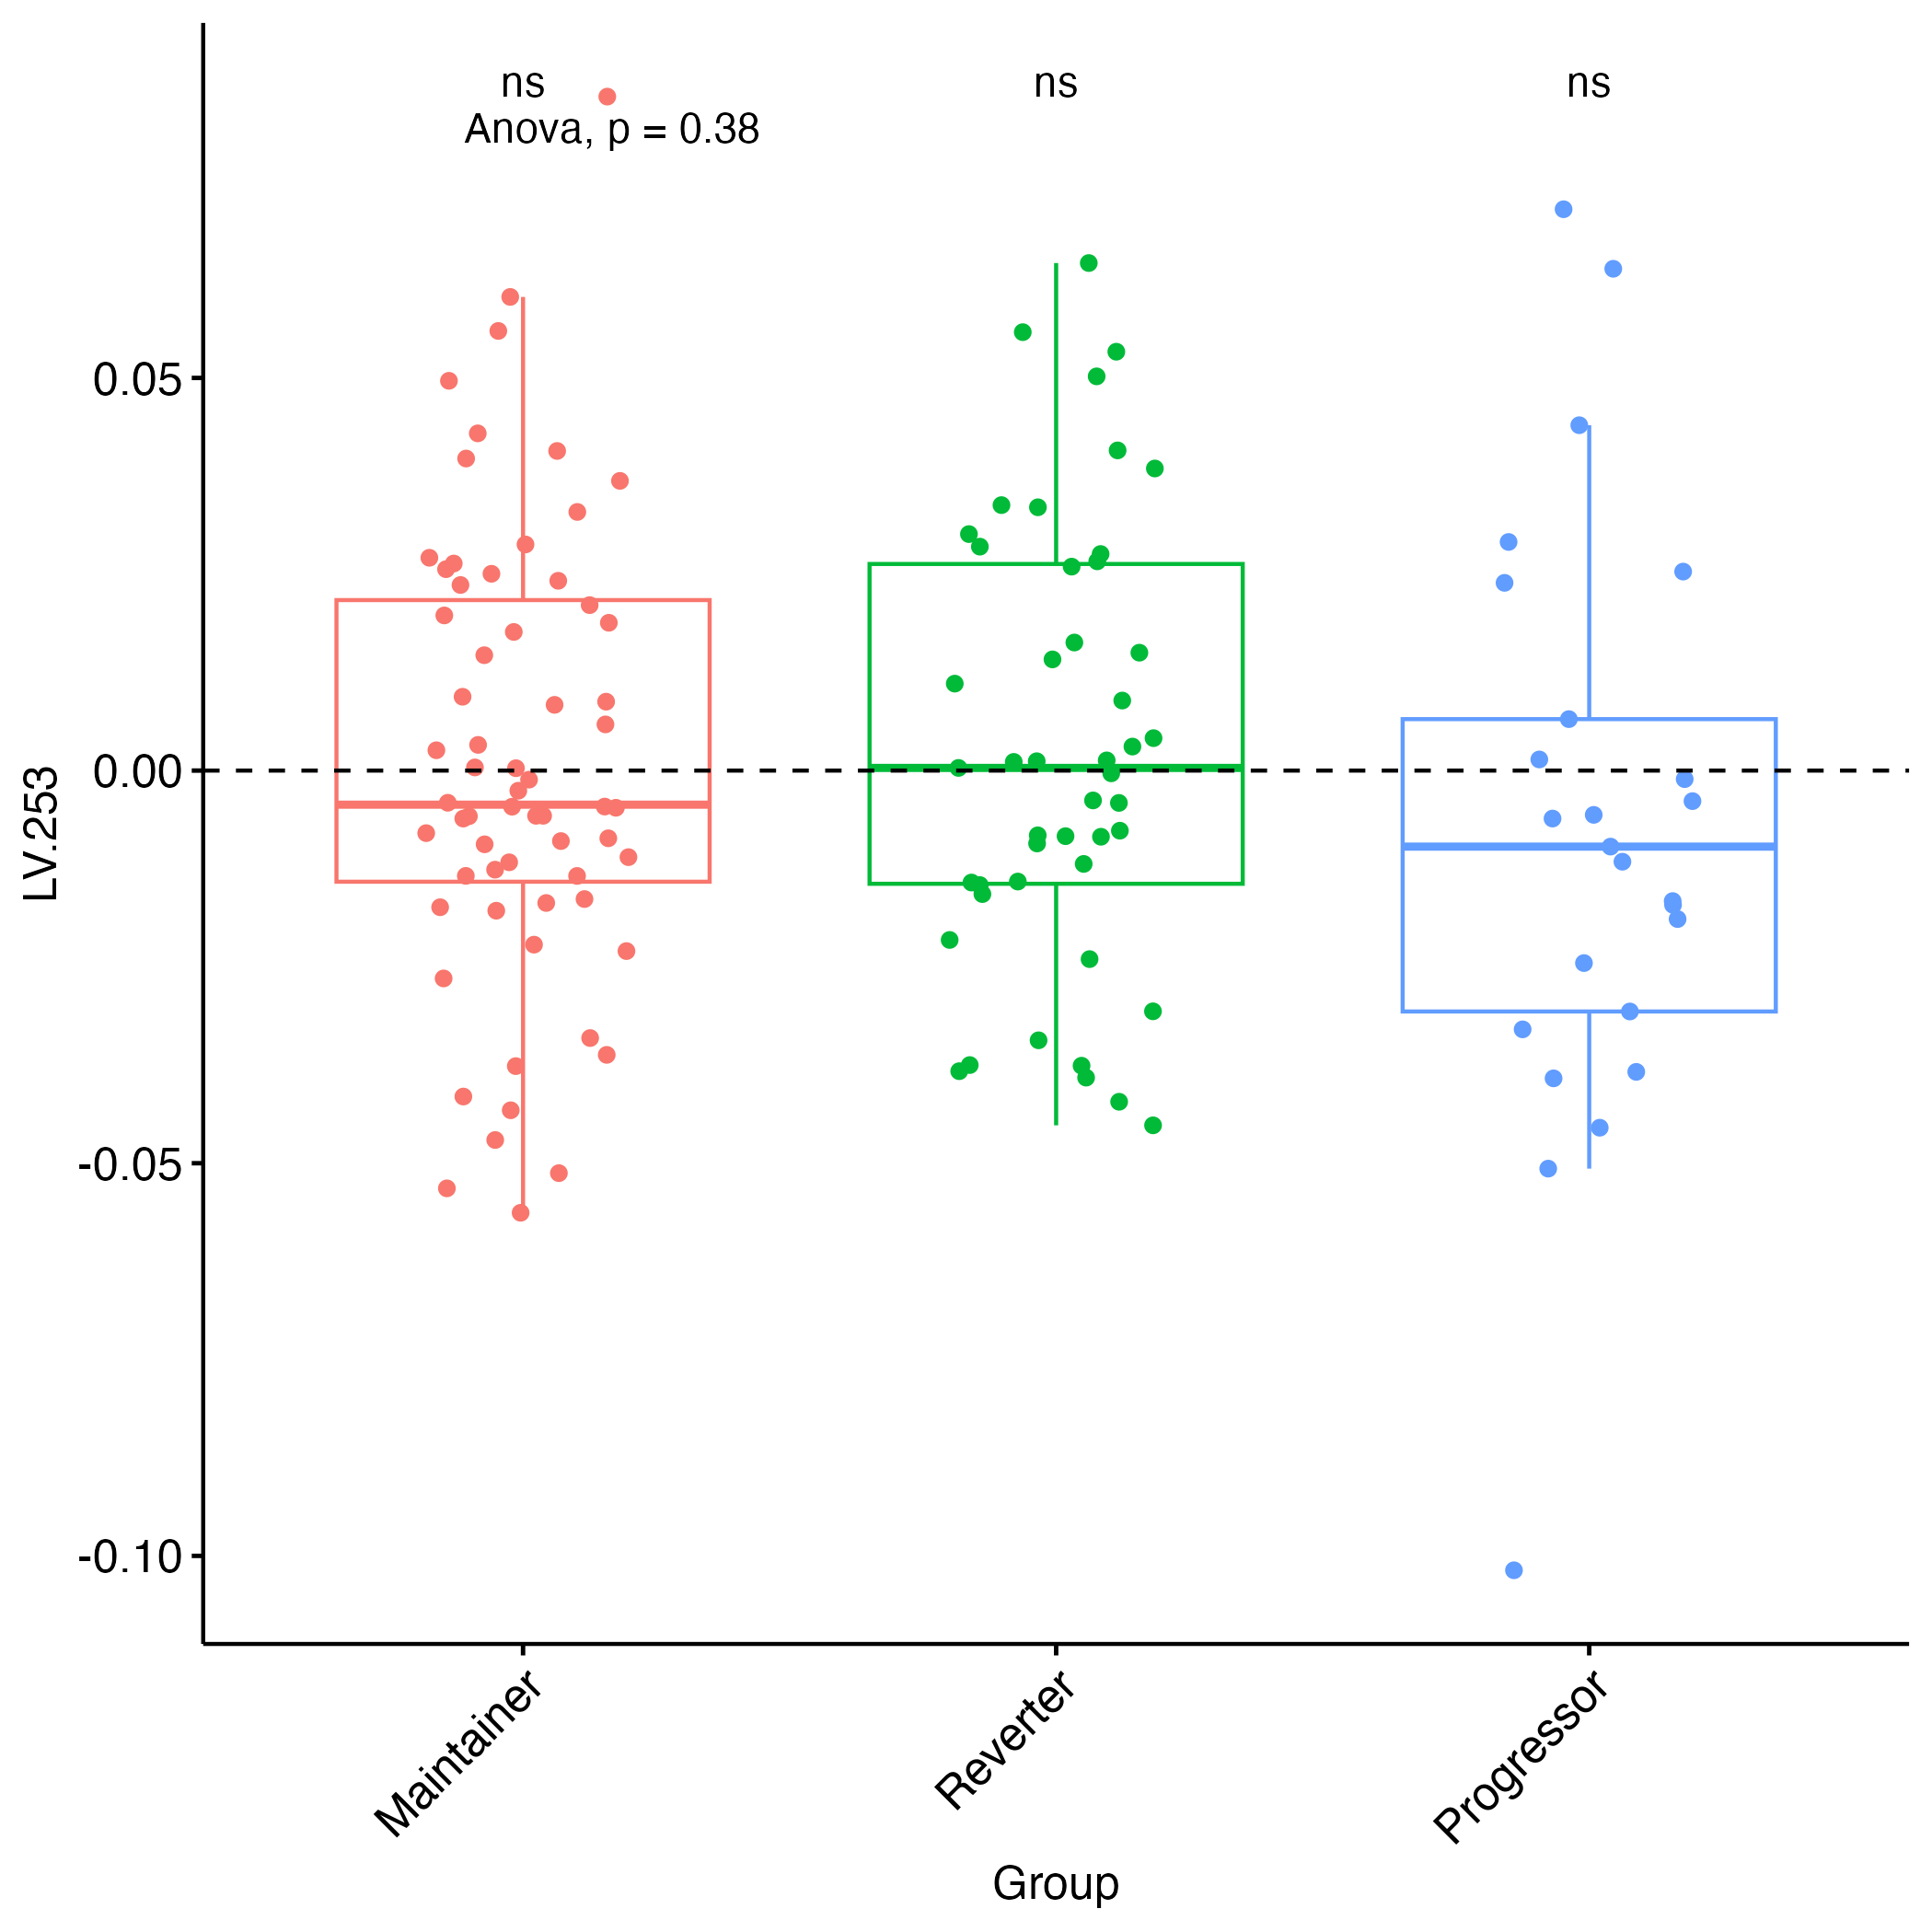 ns ns ns
Anova, p = 0.38
0.05
0.00
-0.05
-0.10
LV.253
Maintainer
Reverter
Progressor
Group